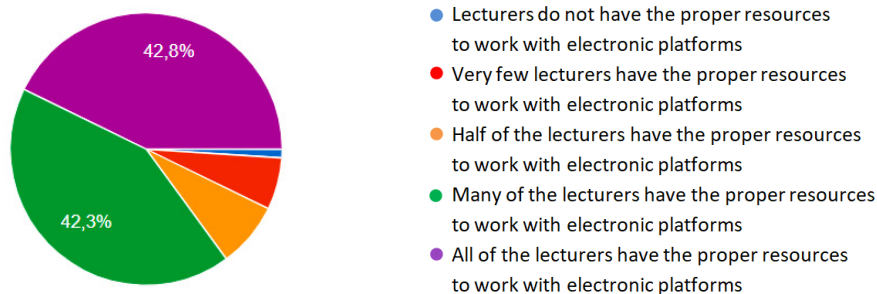 42,8%
42,3%
Lecturers do not have the proper resources
to work with electronic platforms
Very few lecturers have the proper resources
to work with electronic platforms
Half of the lecturers have the proper resources
to work with electronic platforms
Many of the lecturers have the proper resources
to work with electronic platforms
All of the lecturers have the proper resources
to work with electronic platforms